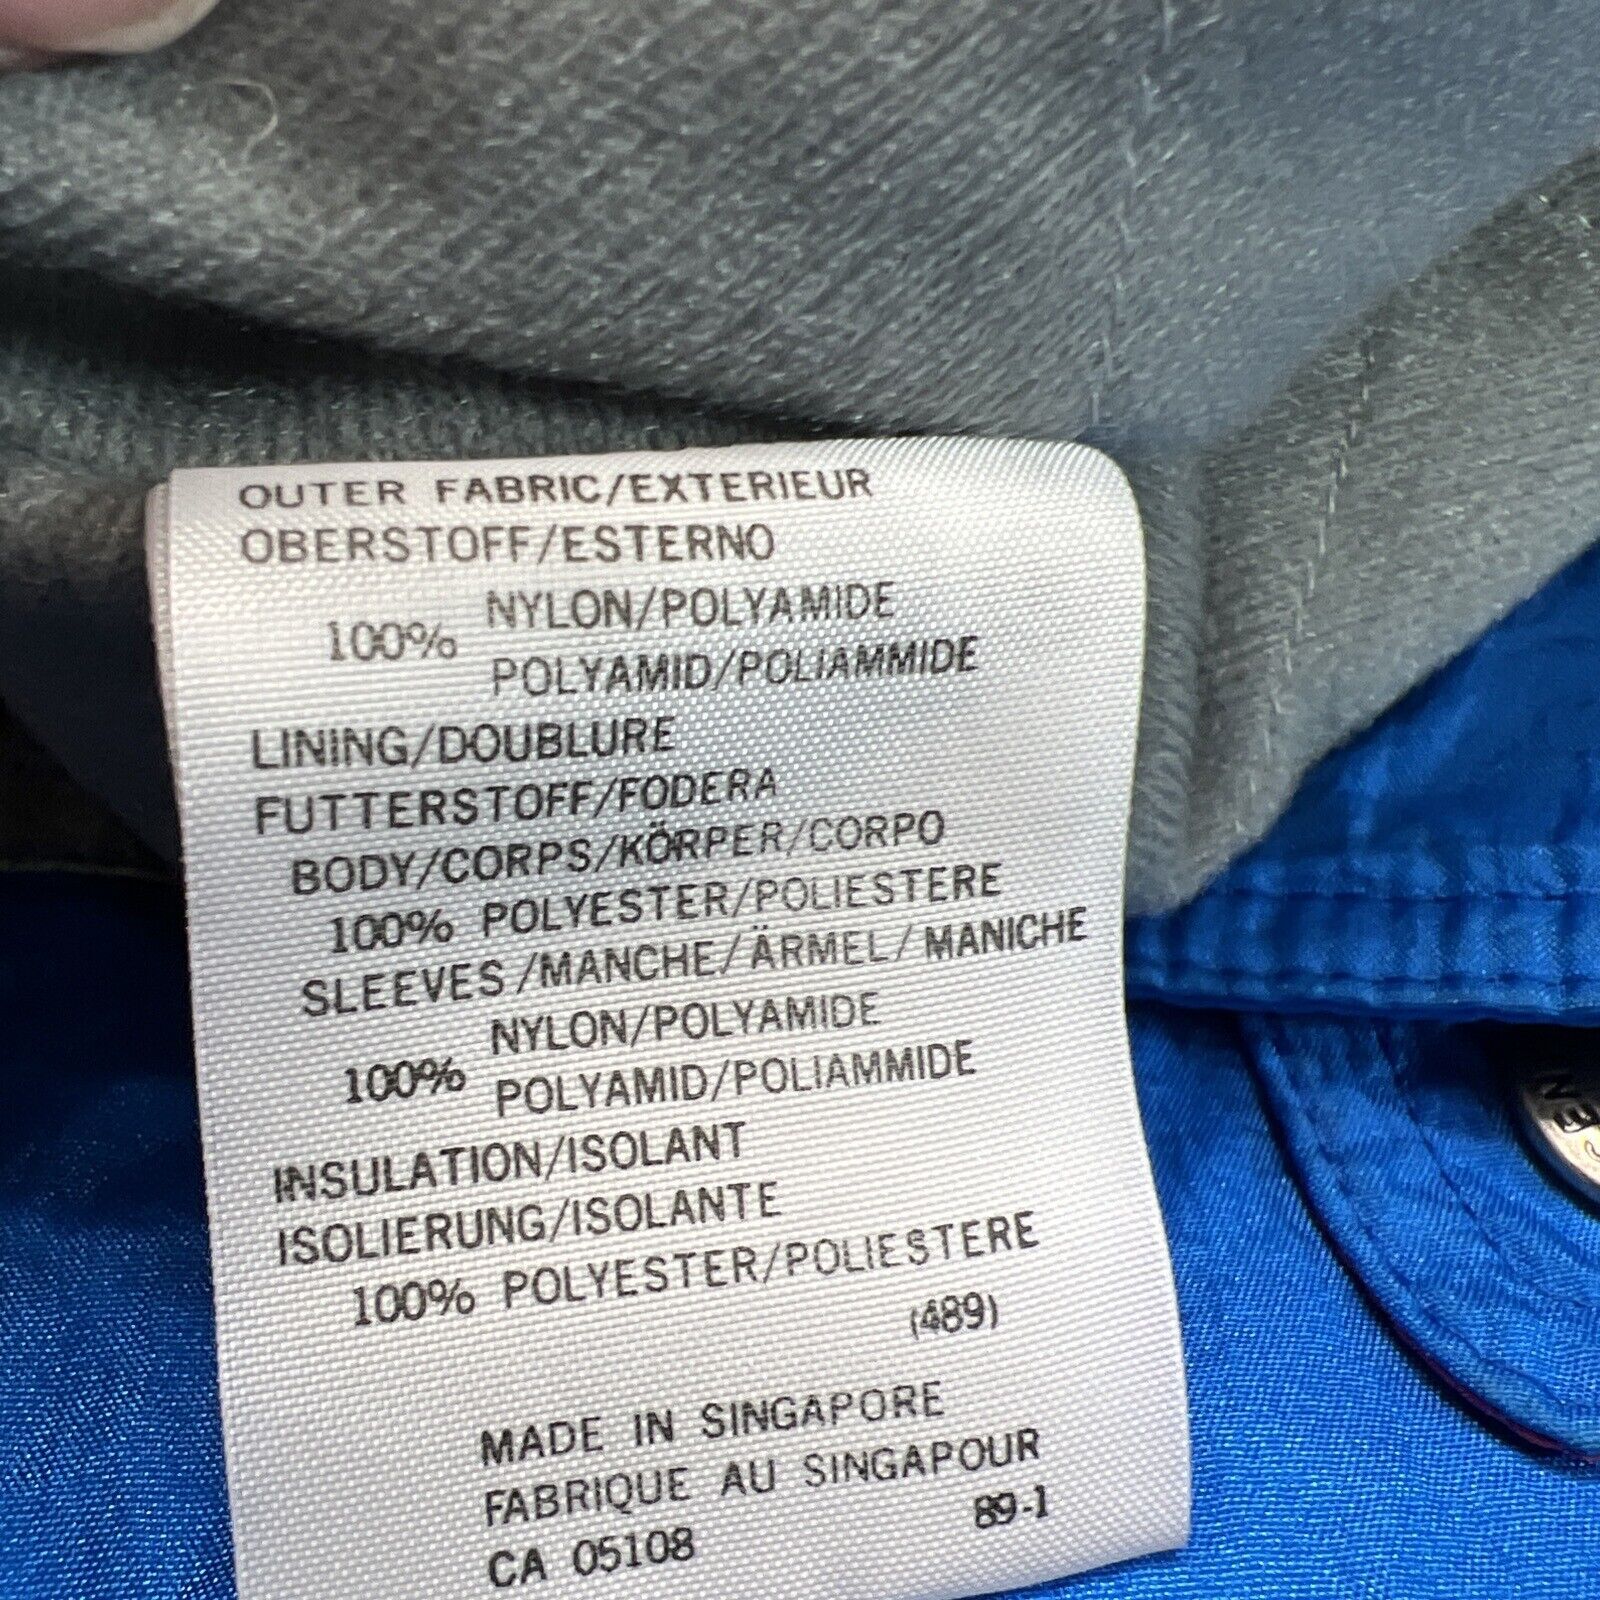 OUTER FABRIC/EXTERIEUR
OBERSTOFF/ESTERNO
100% NYLON/POLYAMIDE
POLYAMID/POLIAMMIDE
LINING/DOUBLURE
FUTTERSTOFF/FODERA
BODY/CORPS/KÖRPER/CORPO
100% POLYESTER/POLIESTERE
SLEEVES/MANCHE/ÄRMEL/MANICHE
100% NYLON/POLYAMIDE
POLYAMID/POLIAMMIDE
INSULATION/ISOLANT
ISOLIERUNG/ISOLANTE
100% POLYESTER/POLIESTERE
(489)
MADE IN SINGAPORE
FABRIQUE AU SINGAPOUR
CA 05108 89-1